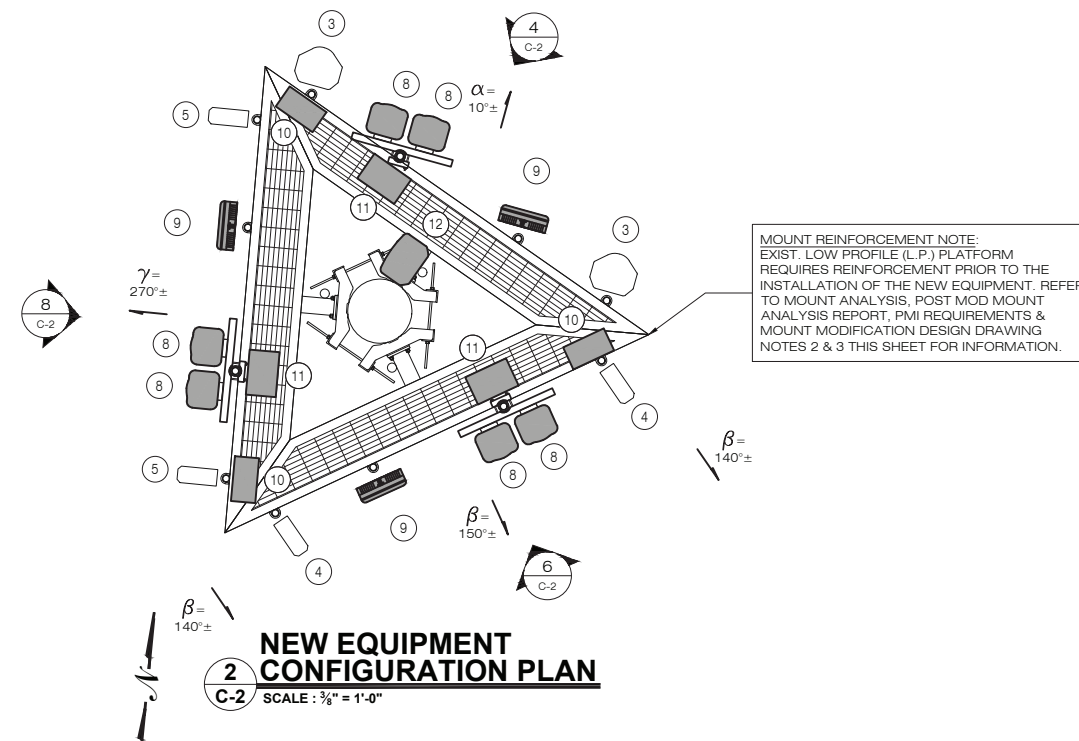 3
4
C-2
8
8
α=
10°±
5
10
9
9
11
12
3
MOUNT REINFORCEMENT NOTE:
EXIST. LOW PROFILE (L.P.) PLATFORM
REQUIRES REINFORCEMENT PRIOR TO THE
INSTALLATION OF THE NEW EQUIPMENT. REFER
TO MOUNT ANALYSIS, POST MOD MOUNT
ANALYSIS REPORT, PMI REQUIREMENTS &
MOUNT MODIFICATION DESIGN DRAWING
NOTES 2 & 3 THIS SHEET FOR INFORMATION.
γ=
270°±
8
C-2
10
8
11
11
8
4
β=
140°±
8
8
5
10
9
β=
150°±
4
6
C-2
β=
140°±
N
NEW EQUIPMENT
CONFIGURATION PLAN
2
C-2
SCALE : 3/8" = 1'-0"